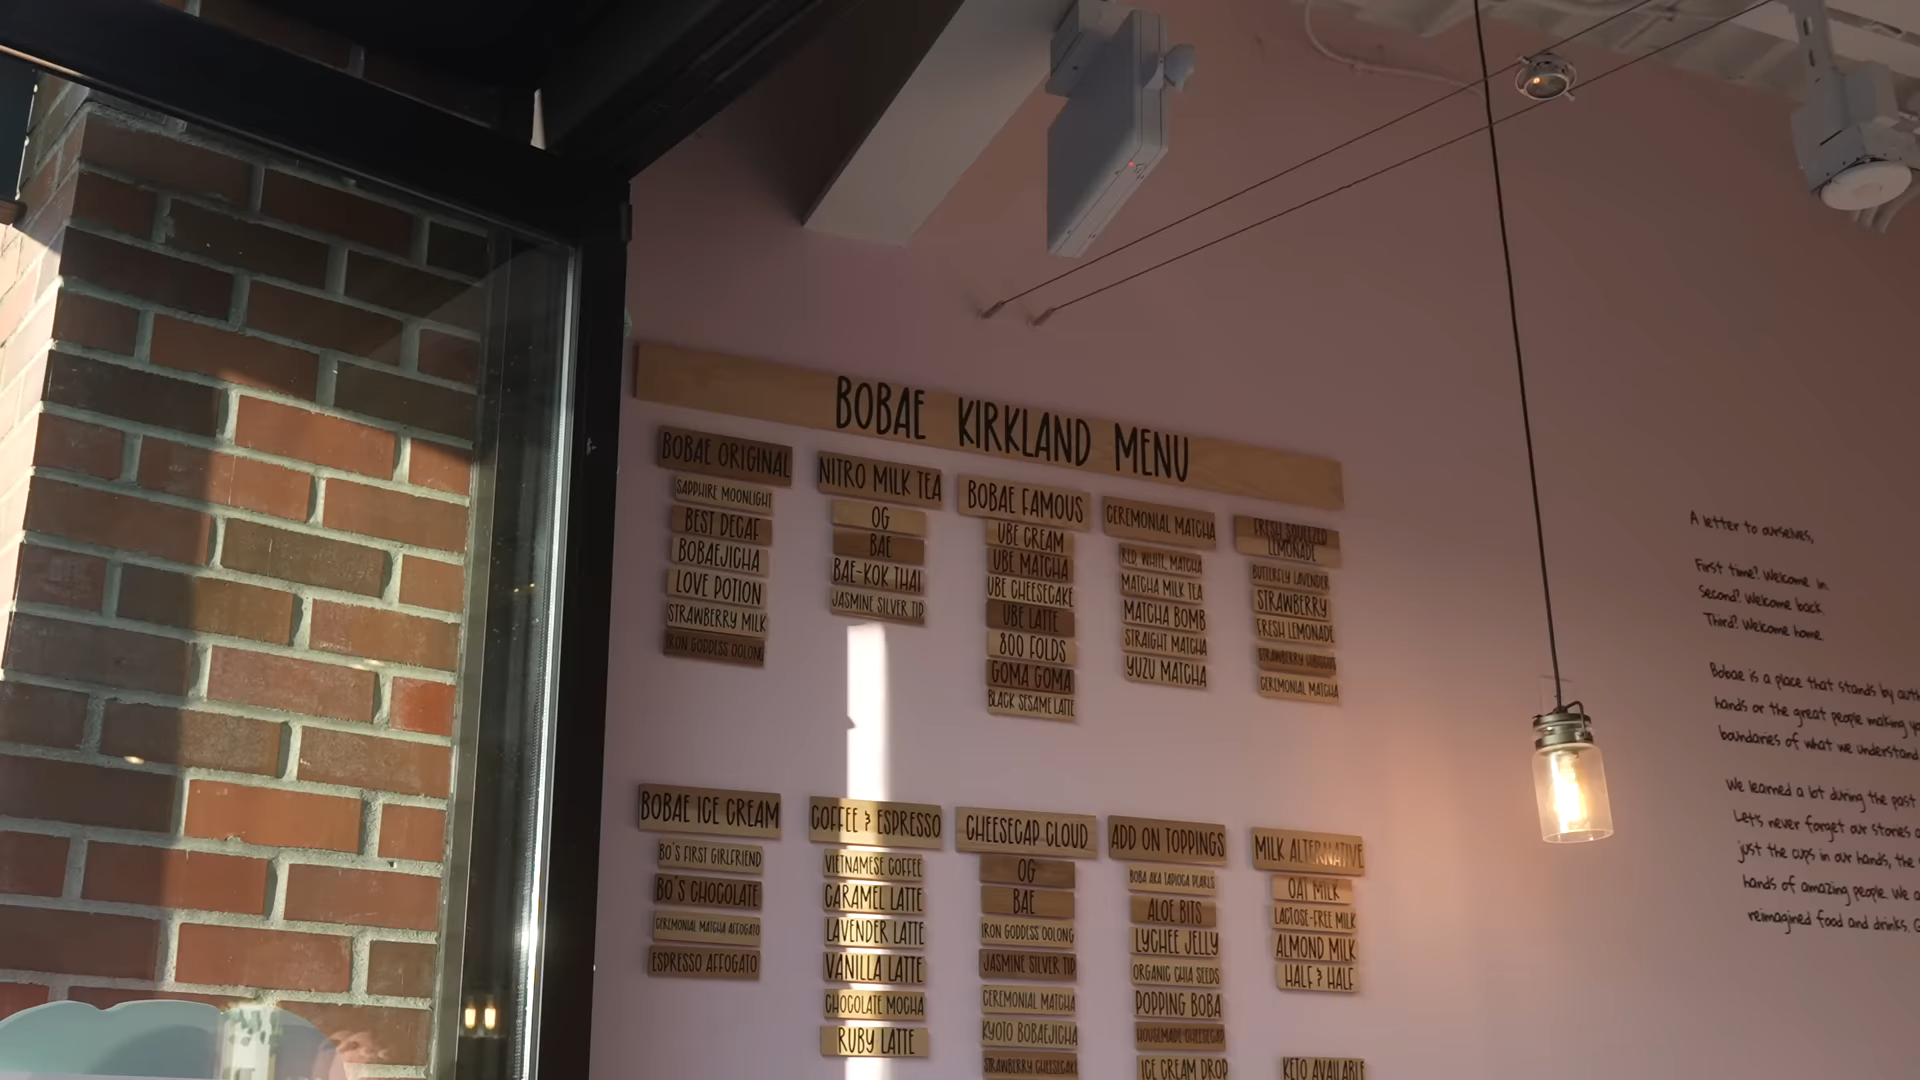 BOBAE KIRKLAND MENU
BOBAE ORIGINAL
SAPPHIRE MOONLIGHT
BEST DECAF
BOBAEJICHA
LOVE POTION
STRAWBERRY MILK
IRON GODDESS OOLONG
NITRO MILK TEA
OG
BAE
BAE-KOK THAI
JASMINE SILVER TIP
BOBAE FAMOUS
UBE CREAM
UBE MATCHA
UBE CHEESECAKE
UBE LATTE
800 FOLDS
GOMA GOMA
BLACK SESAME LATTE
CEREMONIAL MATCHA
RED, WHITE, MATCHA
MATCHA MILK TEA
MATCHA BOMB
STRAIGHT MATCHA
YUZU MATCHA
FRESH SQUEEZED
LEMONADE
BUTTERFLY LAVENDER
STRAWBERRY
FRESH LEMONADE
STRAWBERRY HIBISCUS
CEREMONIAL MATCHA
BOBAE ICE CREAM
BO'S FIRST GIRLFRIEND
BO'S CHOCOLATE
CEREMONIAL MATCHA AFFOGATO
ESPRESSO AFFOGATO
COFFEE & ESPRESSO
VIETNAMESE COFFEE
CARAMEL LATTE
LAVENDER LATTE
VANILLA LATTE
CHOCOLATE MOCHA
RUBY LATTE
CHEESECAP CLOUD
OG
BAE
IRON GODDESS OOLONG
JASMINE SILVER TIP
CEREMONIAL MATCHA
KYOTO BOBAEJICHA
STRAWBERRY CHEESECAKE
ADD ON TOPPINGS
BOBA AKA TAPIOCA PEARLS
ALOE BITS
LYCHEE JELLY
ORGANIC CHIA SEEDS
POPPING BOBA
HOUSEMADE CHEESECAP
ICE CREAM DROP
MILK ALTERNATIVE
OAT MILK
LACTOSE-FREE MILK
ALMOND MILK
HALF & HALF
KETO AVAILABLE
A letter to ourselves,
First time? Welcome in.
Second? Welcome back.
Third? Welcome home.
Bobae is a place that stands by
hands or the great people making
boundaries of what we understand
We learned a lot during the past
Let's never forget our stories
just the cups in our hands, the
hands of amazing people. We
reimagined food and drinks.